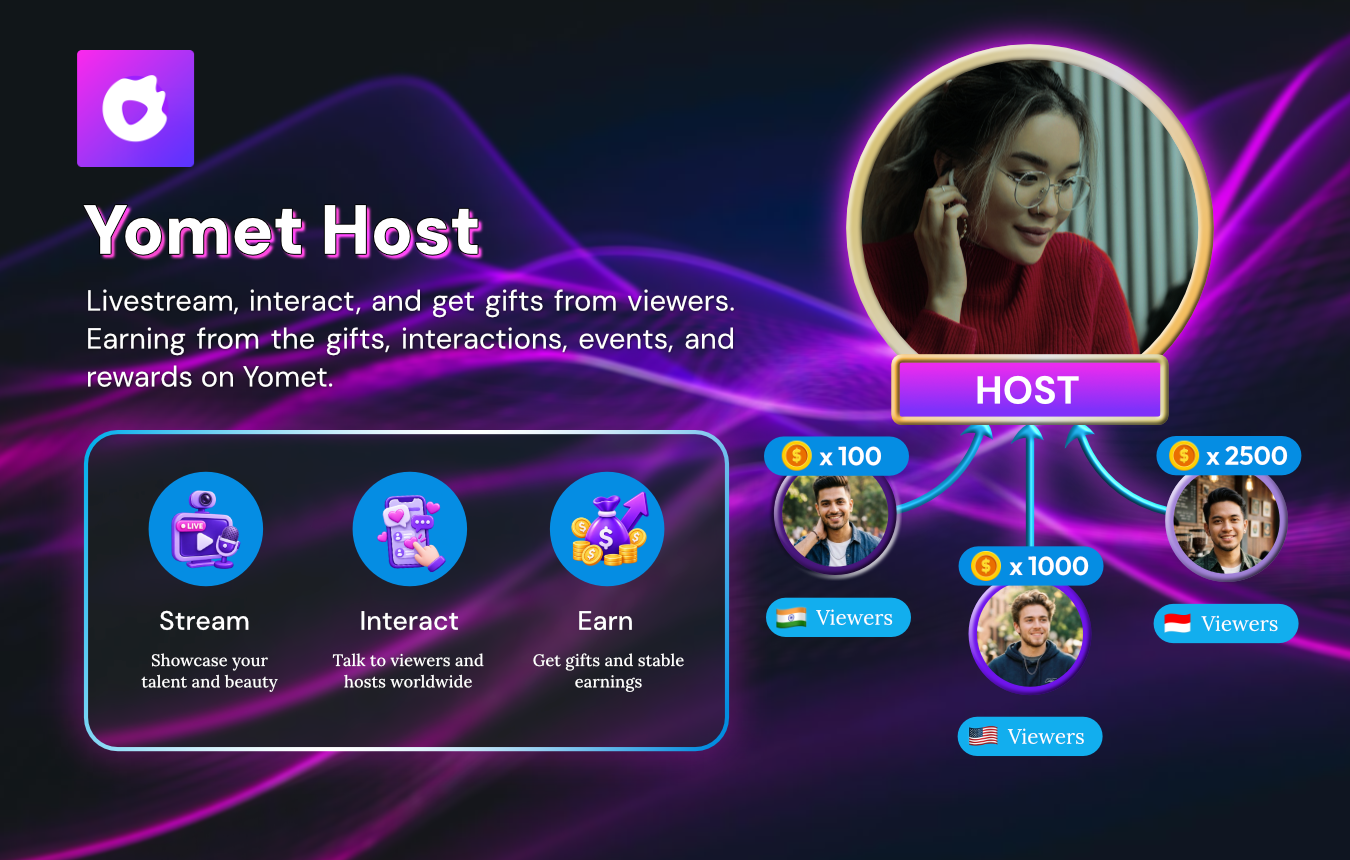 Yomet Host
Livestream, interact, and get gifts from viewers.
Earning from the gifts, interactions, events, and
rewards on Yomet.
LIVE
Stream
Showcase your
talent and beauty
Interact
Talk to viewers and
hosts worldwide
$
Earn
Get gifts and stable
earnings
HOST
$ x 100
Viewers
$ x 1000
Viewers
$ x 2500
Viewers